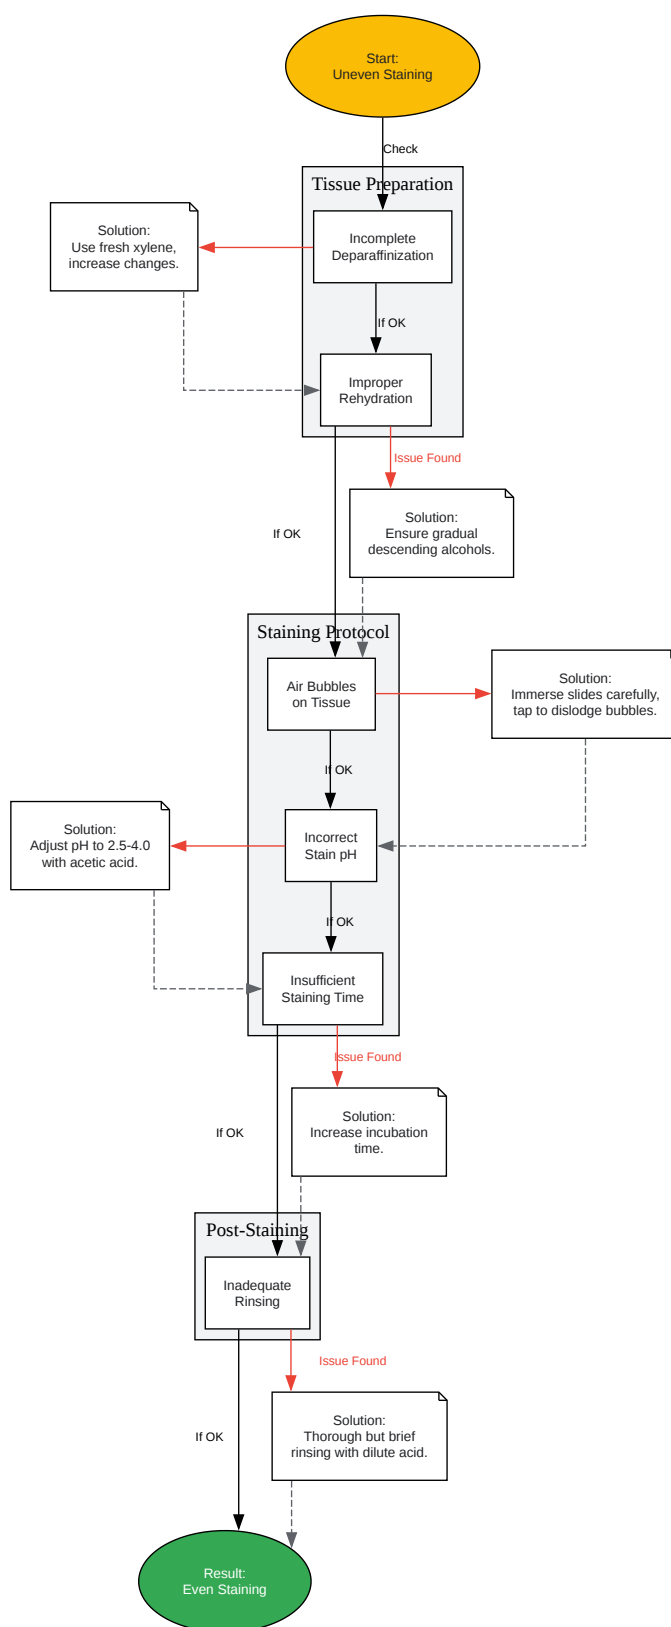 Start:
Uneven Staining
Check
Tissue Preparation
Solution:
Use fresh xylene,
increase changes.
Incomplete
Deparaffinization
If OK
Improper
Rehydration
Issue Found
If OK
Solution:
Ensure gradual
descending alcohols.
Staining Protocol
Air Bubbles
on Tissue
Solution:
Immerse slides carefully,
tap to dislodge bubbles.
If OK
Solution:
Adjust pH to 2.5-4.0
with acetic acid.
Incorrect
Stain pH
If OK
Insufficient
Staining Time
Issue Found
If OK
Solution:
Increase incubation
time.
Post-Staining
Inadequate
Rinsing
Issue Found
If OK
Solution:
Thorough but brief
rinsing with dilute acid.
Result:
Even Staining